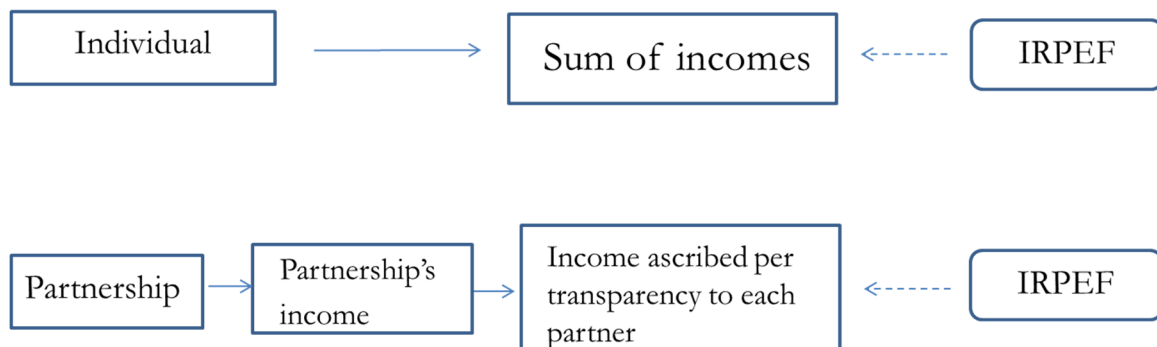 Individual
Sum of incomes
IRPEF
Partnership
Partnership's
income
Income ascribed per
transparency to each
partner
IRPEF